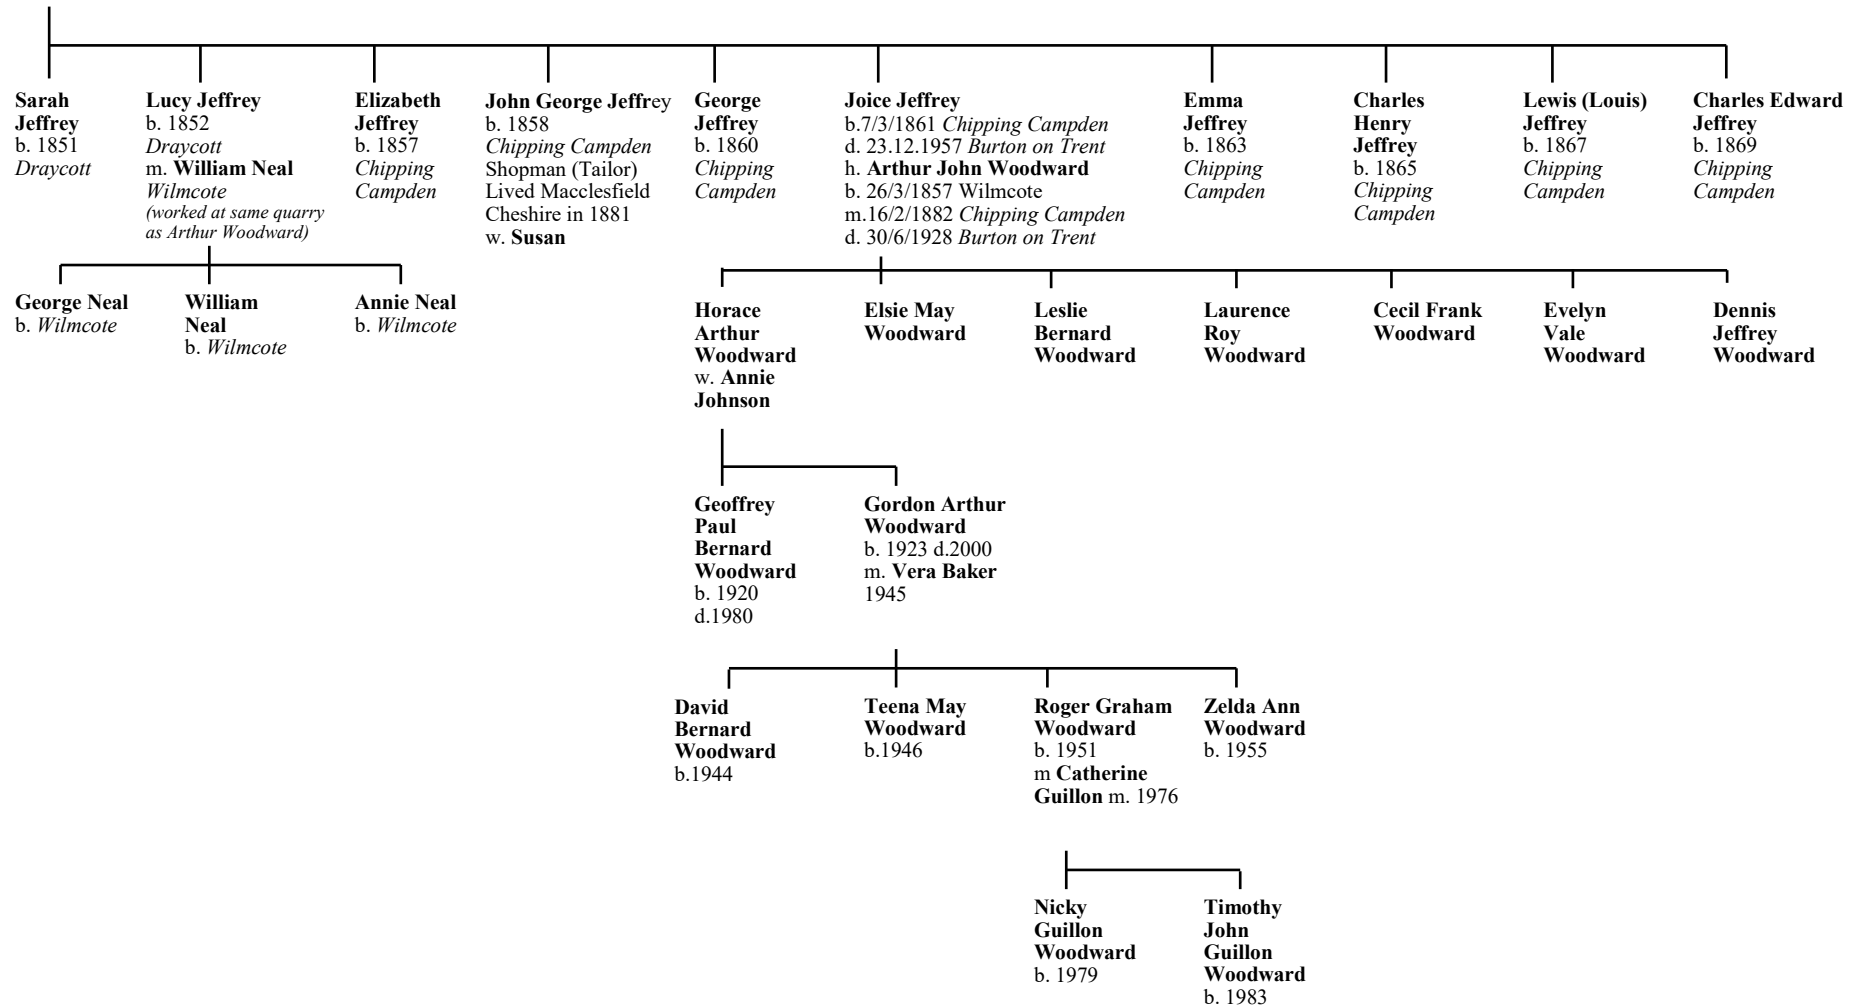 Sarah
Jeffrey
b. 1851
Draycott
Lucy Jeffrey
b. 1852
Draycott
m. William Neal
Wilmcote
(worked at same quarry
as Arthur Woodward)
Elizabeth
Jeffrey
b. 1857
Chipping
Campden
John George Jeffrey
b. 1858
Chipping Campden
Shopman (Tailor)
Lived Macclesfield
Cheshire in 1881
w. Susan
George
Jeffrey
b. 1860
Chipping
Campden
Joice Jeffrey
b.7/3/1861 Chipping Campden
d. 23.12.1957 Burton on Trent
h. Arthur John Woodward
b. 26/3/1857 Wilmcote
m.16/2/1882 Chipping Campden
d. 30/6/1928 Burton on Trent
Emma
Jeffrey
b. 1863
Chipping
Campden
Charles
Henry
Jeffrey
b. 1865
Chipping
Campden
Lewis (Louis)
Jeffrey
b. 1867
Chipping
Campden
Charles Edward
Jeffrey
b. 1869
Chipping
Campden
George Neal
b. Wilmcote
William
Neal
b. Wilmcote
Annie Neal
b. Wilmcote
Horace
Arthur
Woodward
w. Annie
Johnson
Elsie May
Woodward
Leslie
Bernard
Woodward
Laurence
Roy
Woodward
Cecil Frank
Woodward
Evelyn
Vale
Woodward
Dennis
Jeffrey
Woodward
Geoffrey
Paul
Bernard
Woodward
b. 1920
d.1980
Gordon Arthur
Woodward
b. 1923 d.2000
m. Vera Baker
1945
David
Bernard
Woodward
b.1944
Teena May
Woodward
b.1946
Roger Graham
Woodward
b. 1951
m Catherine
Guillon m. 1976
Zelda Ann
Woodward
b. 1955
Nicky
Guillon
Woodward
b. 1979
Timothy
John
Guillon
Woodward
b. 1983